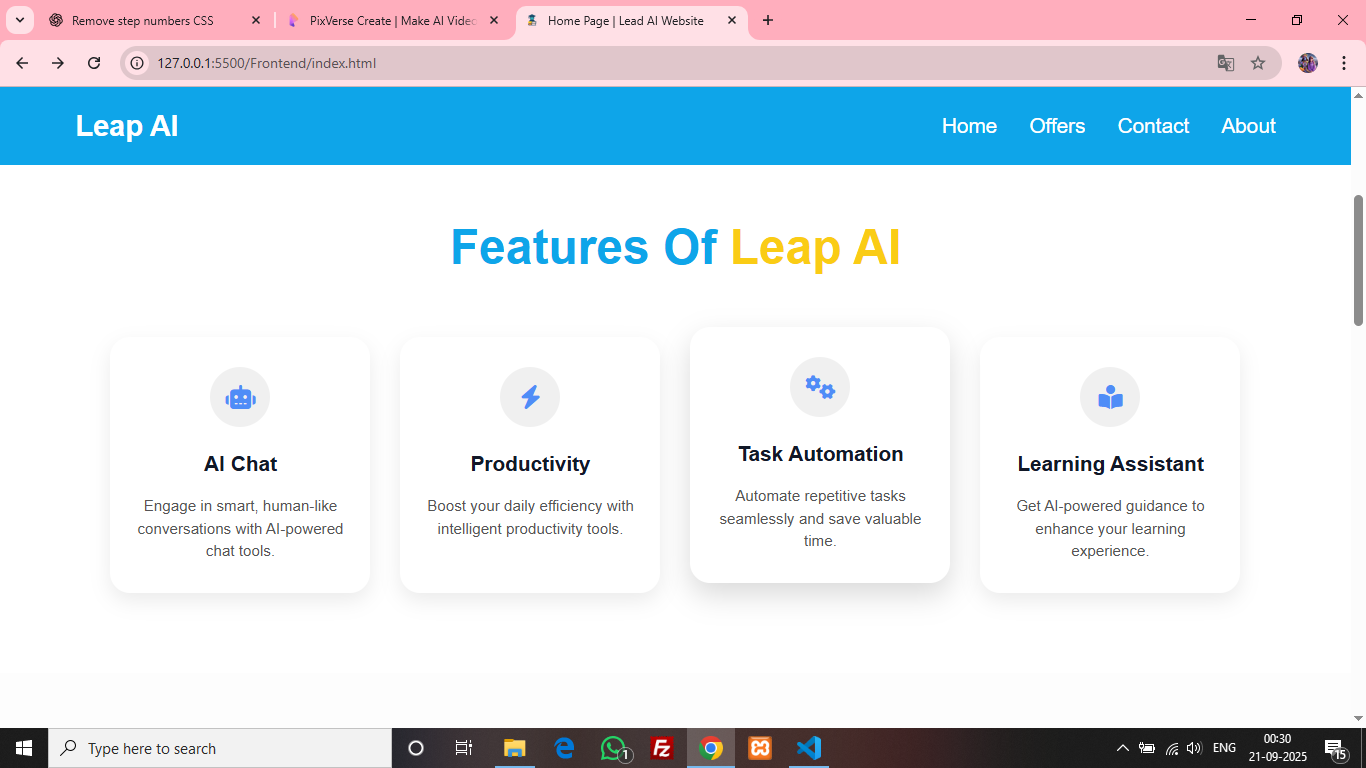 Remove step numbers CSS
PixVerse Create | Make AI Video
Home Page | Lead AI Website
127.0.0.1:5500/Frontend/index.html
Leap AI
Home
Offers
Contact
About
Features Of Leap AI
AI Chat
Engage in smart, human-like
conversations with AI-powered
chat tools.
Productivity
Boost your daily efficiency with
intelligent productivity tools.
Task Automation
Automate repetitive tasks
seamlessly and save valuable
time.
Learning Assistant
Get AI-powered guidance to
enhance your learning
experience.
Type here to search
1
Fz
ENG
00:30
21-09-2025
15